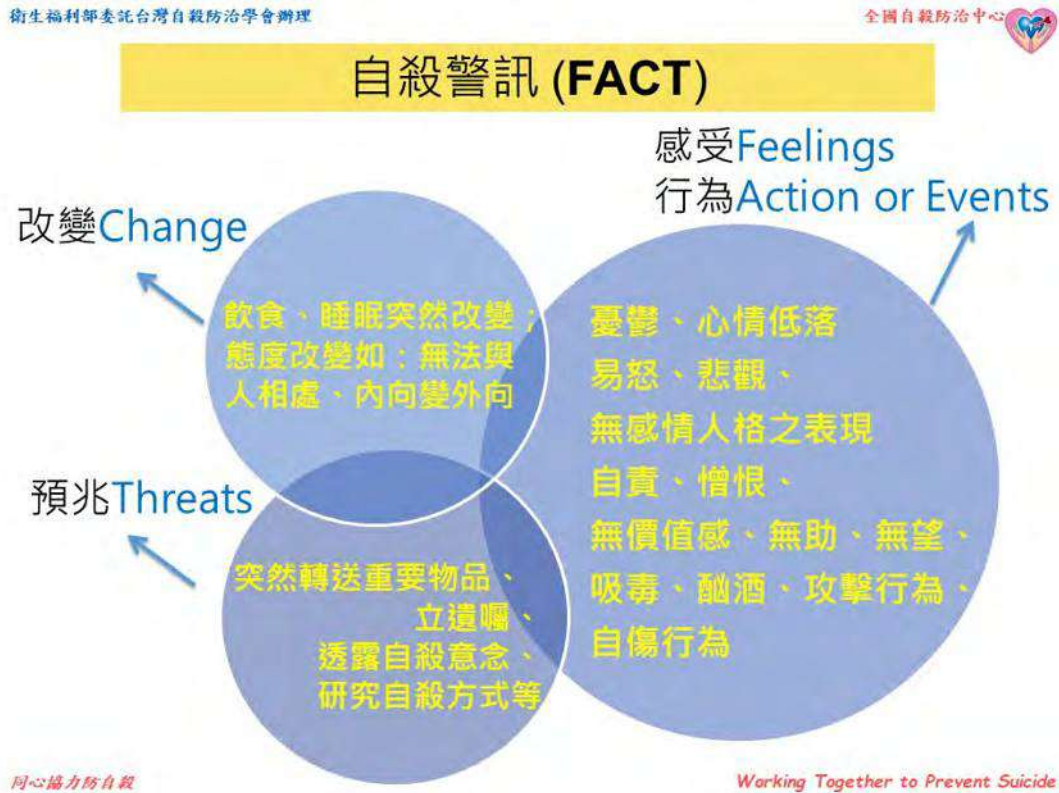 衛生福利部委託台灣自殺防治學會辦理
全國自殺防治中心
自殺警訊 (FACT)
感受Feelings
行為Action or Events
改變Change
飲食、睡眠突然改變；
態度改變如：無法與
人相處、內向變外向
憂鬱、心情低落
易怒、悲觀、
無感情人格之表現
自責、憎恨、
無價值感、無助、無望、
吸毒、酗酒、攻擊行為、
自傷行為
預兆Threats
突然轉送重要物品、
立遺囑、
透露自殺意念、
研究自殺方式等
同心協力防自殺
Working Together to Prevent Suicide